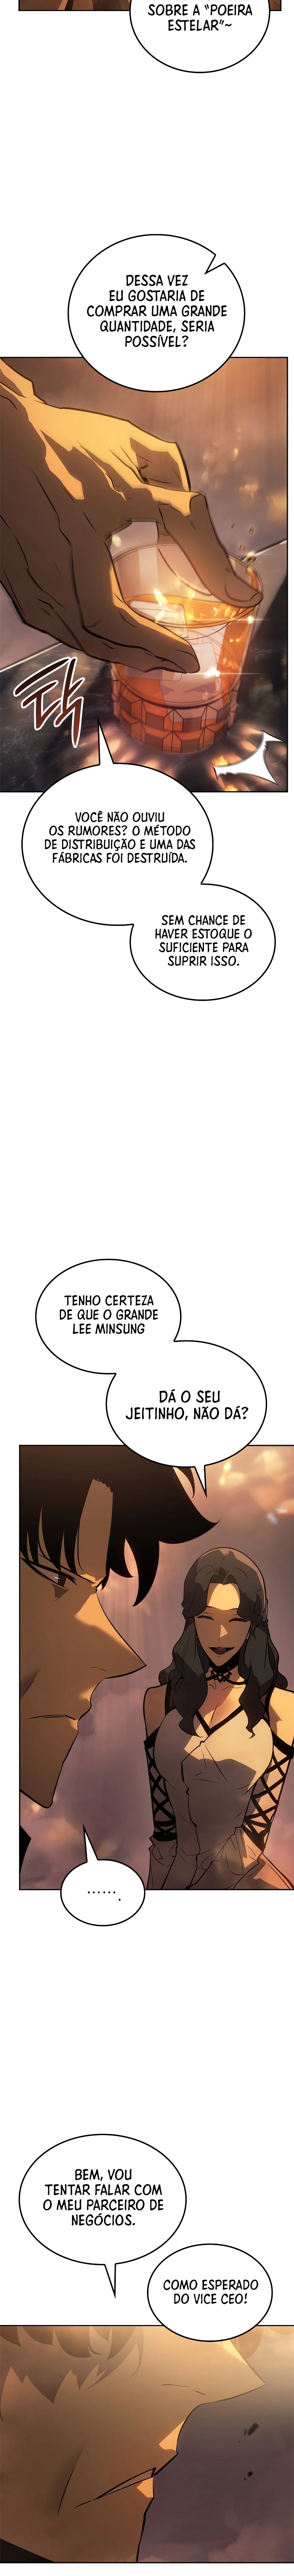 SOBRE A "POEIRA
ESTELAR"~
DESSA VEZ
EU GOSTARIA DE
COMPRAR UMA GRANDE
QUANTIDADE, SERIA
POSSÍVEL?
탁
VOCÊ NÃO OUVIU
OS RUMORES? O MÉTODO
DE DISTRIBUIÇÃO E UMA DAS
FÁBRICAS FOI DESTRUÍDA.
SEM CHANCE DE
HAVER ESTOQUE O
SUFICIENTE PARA
SUPRIR ISSO.
TENHO CERTEZA
DE QUE O GRANDE
LEE MINSUNG
DÁ O SEU
JEITINHO, NÃO DÁ?
.......
BEM, VOU
TENTAR FALAR COM
O MEU PARCEIRO DE
NEGÓCIOS.
COMO ESPERADO
DO VICE CEO!